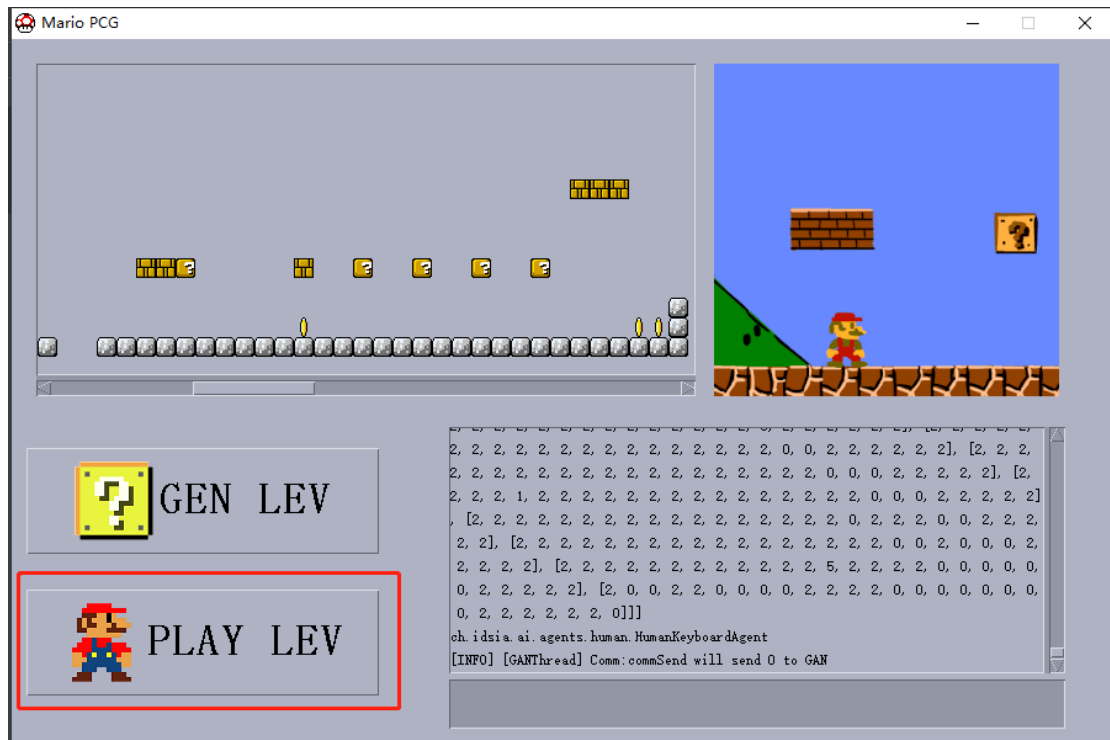 Mario PCG
2, 2, 2, 2, 2, 2, 2, 2, 2, 2, 2, 2, 2, 2, 2, 0, 0, 2, 2, 2, 2, 2, 2], [2, 2, 2,
2, 2, 2, 2, 2, 2, 2, 2, 2, 2, 2, 2, 2, 2, 2, 2, 2, 0, 0, 0, 2, 2, 2, 2, 2], [2,
2, 2, 2, 1, 2, 2, 2, 2, 2, 2, 2, 2, 2, 2, 2, 2, 2, 2, 2, 0, 0, 0, 2, 2, 2, 2, 2]
, [2, 2, 2, 2, 2, 2, 2, 2, 2, 2, 2, 2, 2, 2, 2, 2, 2, 0, 2, 2, 2, 0, 0, 2, 2, 2,
2, 2], [2, 2, 2, 2, 2, 2, 2, 2, 2, 2, 2, 2, 2, 2, 2, 2, 2, 0, 0, 2, 0, 0, 0, 2,
2, 2, 2, 2], [2, 2, 2, 2, 2, 2, 2, 2, 2, 2, 2, 2, 5, 2, 2, 2, 2, 0, 0, 0, 0, 0,
0, 2, 2, 2, 2, 2], [2, 0, 0, 2, 2, 0, 0, 0, 0, 2, 2, 2, 2, 0, 0, 0, 0, 0, 0, 0,
0, 2, 2, 2, 2, 2, 2, 0]]]
ch.idsia.ai.agents.human.HumanKeyboardAgent
[INFO] [GANThread] Comm:commSend will send 0 to GAN
GEN LEV
PLAY LEV